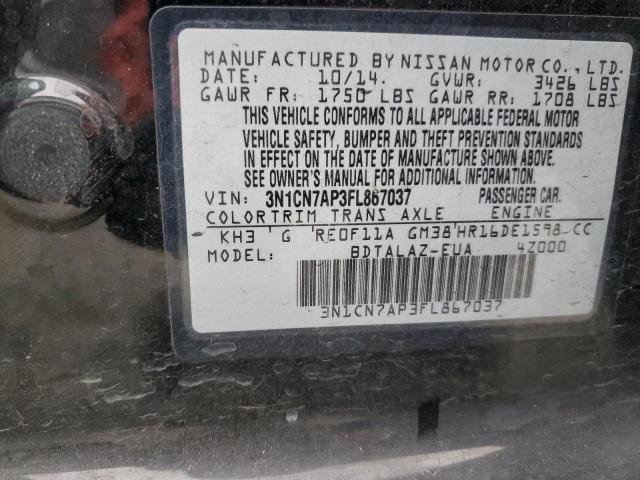 MANUFACTURED BY NISSAN MOTOR CO., LTD.
DATE: 10/14. GVWR: 3426 LBS
GAWR FR: 1750 LBS GAWR RR: 1708 LBS
THIS VEHICLE CONFORMS TO ALL APPLICABLE FEDERAL MOTOR
VEHICLE SAFETY, BUMPER AND THEFT PREVENTION STANDARDS
IN EFFECT ON THE DATE OF MANUFACTURE SHOWN ABOVE.
SEE OWNER'S MANUAL FOR ADDITIONAL INFORMATION.
VIN: 3N1CN7AP3FL867037 PASSENGER CAR.
COLOR TRIM TRANS AXLE ENGINE
KH3 ' G ' RE0F11A GM38 ' HR16DE1598-CC
MODEL: BDTALAZ-EUA 4Z000
3N1CN7AP3FL867037